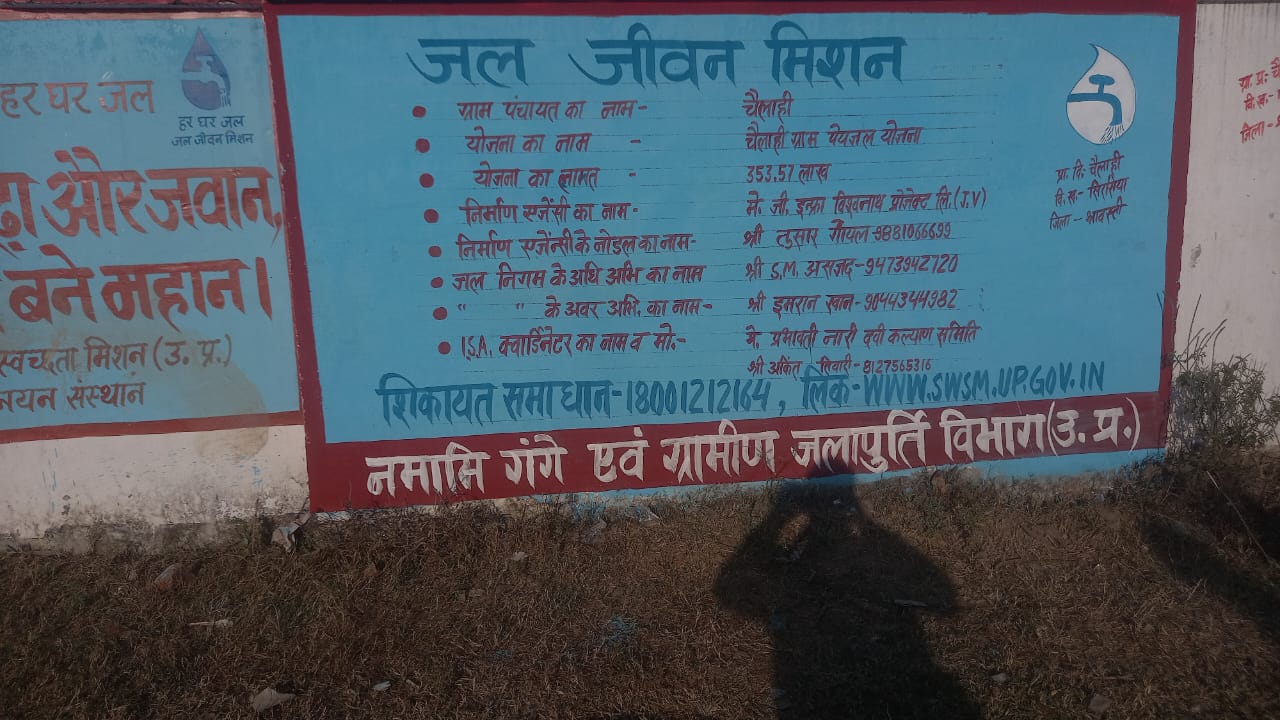 हर घर जल
हर घर जल
जल जीवन मिशन
और जवान,
बने महान।
स्वच्छता मिशन (उ. प्र.)
नयन संस्थान
जल जीवन मिशन
• ग्राम पंचायत का नाम - चैलाही
• योजना का नाम - चैलाही ग्राम पेयजल योजना
• योजना का लागत - 353.57 लाख
• निर्माण एजेंसी का नाम - मे. जी. इन्फ्रा विश्वनाथ प्रोजेक्ट लि. (J.V)
• निर्माण एजेंन्सी के नोडल का नाम - श्री तुसार गोयल - 9881066699
• जल निगम के अधि अभि का नाम श्री S.M. असजद - 9473942720
• " " के अवर अभि. का नाम - श्री इमरान खान - 9044344982
• I.S.A. क्वार्डिनेटर का नाम व मो. - मे. प्रभावती नारी देवी कल्याण समिति
श्री अंकित तिवारी - 8127565316
शिकायत समाधान - 18001212164, लिंक - WWW.SWSM.UP.GOV.IN
नमामि गंगे एवं ग्रामीण जलापुर्ति विभाग (उ. प्र.)
ग्रा. नि: चैलाही
वि. ख. - सिरसिया
जिला - श्रावस्ती
वि. ख. -
जिला -